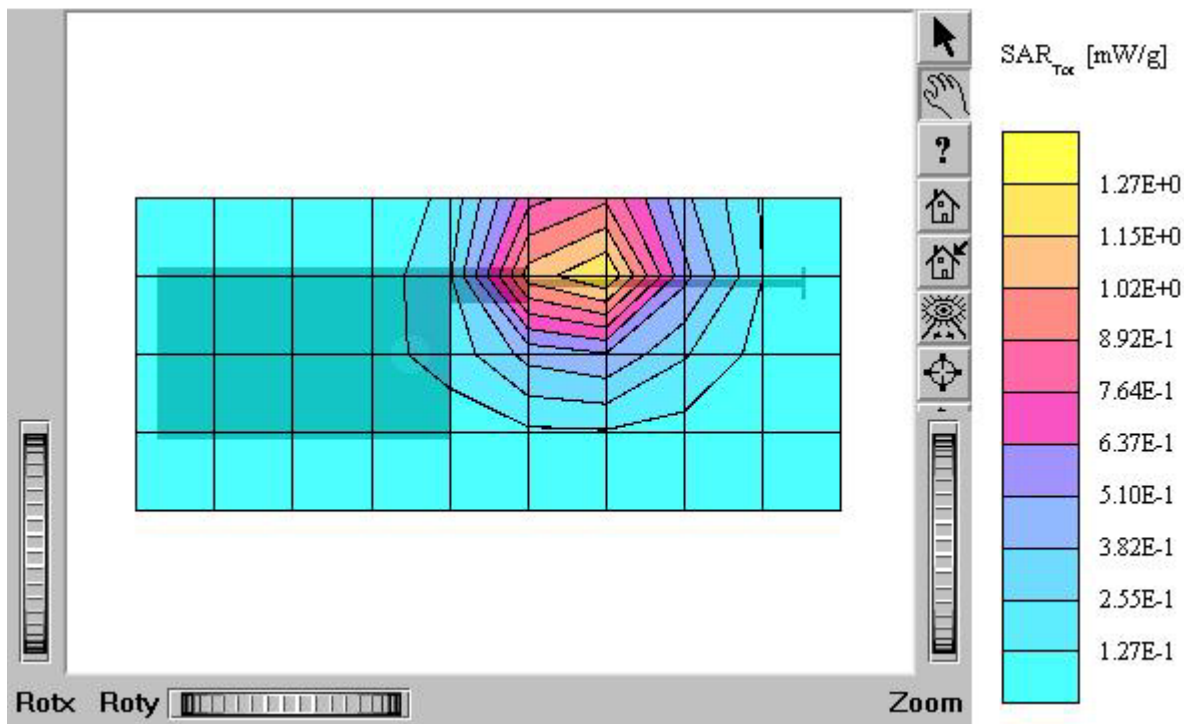 SARTot [mW/g]
?
1.27E+0
1.15E+0
1.02E+0
8.92E-1
7.64E-1
6.37E-1
5.10E-1
3.82E-1
2.55E-1
1.27E-1
Rotx Roty Zoom